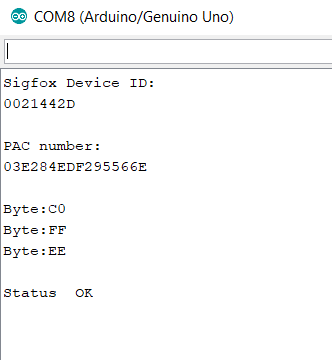 COM8 (Arduino/Genuino Uno)
Sigfox Device ID:
0021442D
PAC number:
03E284EDF295566E
Byte:C0
Byte:FF
Byte:EE
Status  OK